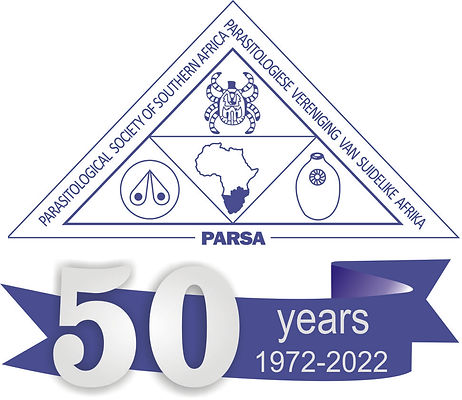 PARASITOLOGICAL SOCIETY OF SOUTHERN AFRICA
PARASITOLOGIESE VERENIGING VAN SUIDELIKE AFRIKA
PARSA
50
years
1972-2022